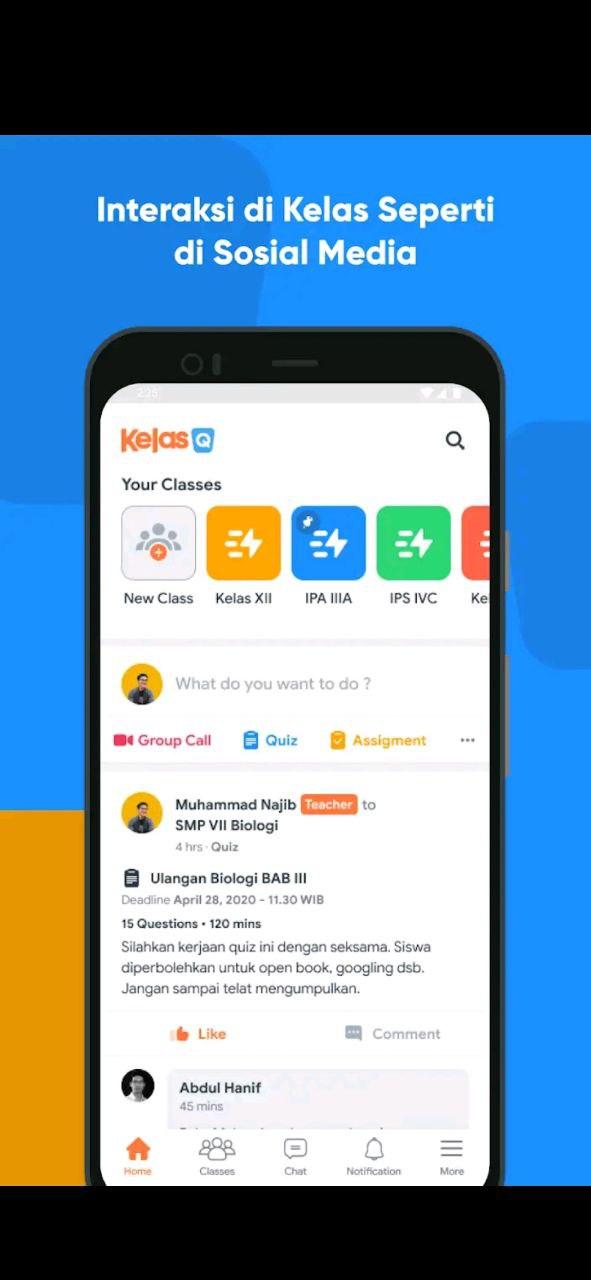 Interaksi di Kelas Seperti
di Sosial Media
2:25
Kelas Q
Your Classes
New Class
Kelas XII
IPA IIIA
IPS IVC
Ke
What do you want to do ?
Group Call
Quiz
Assigment
Muhammad Najib Teacher to
SMP VII Biologi
4 hrs · Quiz
Ulangan Biologi BAB III
Deadline April 28, 2020 - 11.30 WIB
15 Questions • 120 mins
Silahkan kerjaan quiz ini dengan seksama. Siswa
diperbolehkan untuk open book, googling dsb.
Jangan sampai telat mengumpulkan.
Like
Comment
Abdul Hanif
45 mins
Home
Classes
Chat
Notification
More